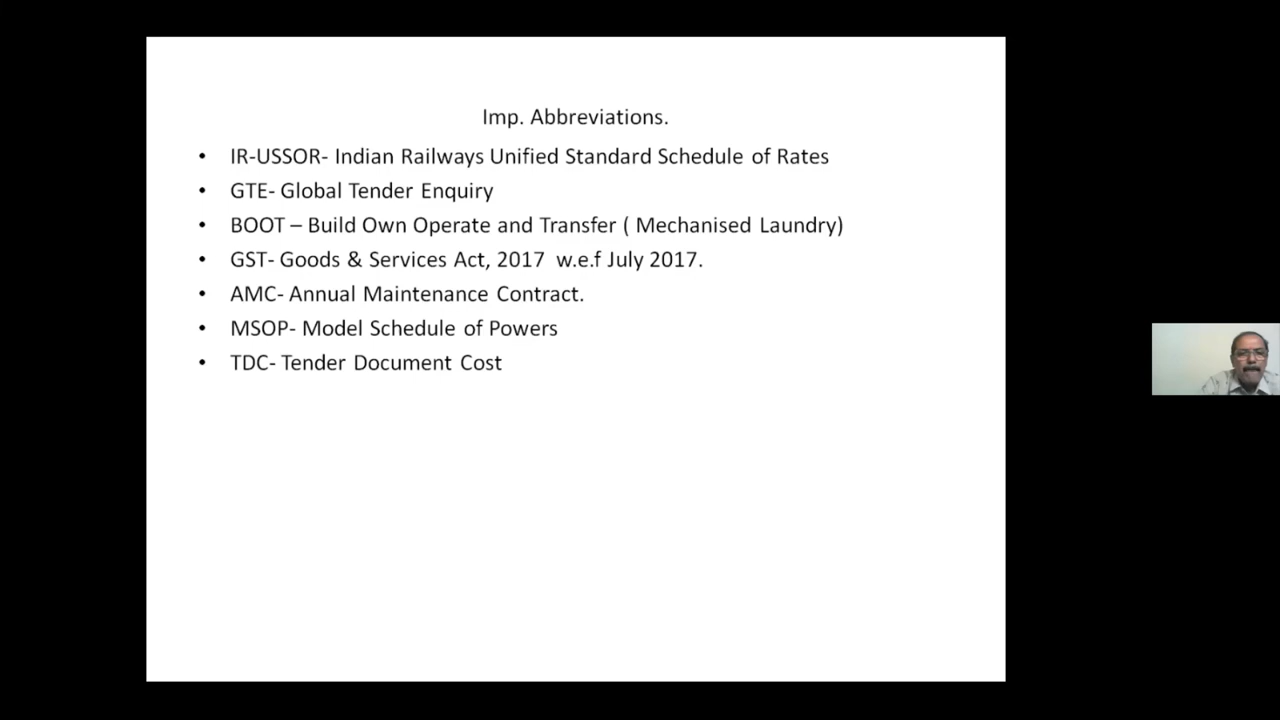 Imp. Abbreviations.
• IR-USSOR- Indian Railways Unified Standard Schedule of Rates
• GTE- Global Tender Enquiry
• BOOT – Build Own Operate and Transfer ( Mechanised Laundry)
• GST- Goods & Services Act, 2017 w.e.f July 2017.
• AMC- Annual Maintenance Contract.
• MSOP- Model Schedule of Powers
• TDC- Tender Document Cost